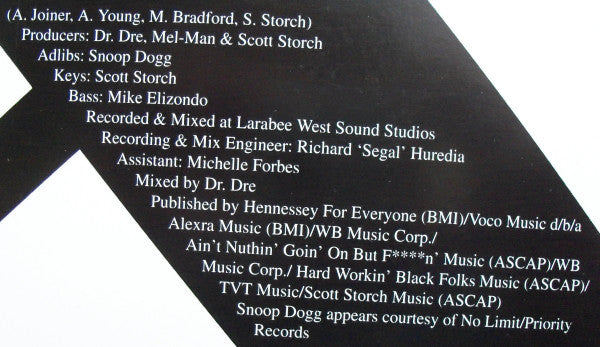 (A. Joiner, A. Young, M. Bradford, S. Storch)
Producers: Dr. Dre, Mel-Man & Scott Storch
Adlibs: Snoop Dogg
Keys: Scott Storch
Bass: Mike Elizondo
Recorded & Mixed at Larabee West Sound Studios
Recording & Mix Engineer: Richard ‘Segal’ Huredia
Assistant: Michelle Forbes
Mixed by Dr. Dre
Published by Hennessey For Everyone (BMI)/Voco Music d/b/a
Alexra Music (BMI)/WB Music Corp./
Ain’t Nuthin’ Goin’ On But F****n’ Music (ASCAP)/WB
Music Corp./ Hard Workin’ Black Folks Music (ASCAP)/
TVT Music/Scott Storch Music (ASCAP)
Snoop Dogg appears courtesy of No Limit/Priority
Records